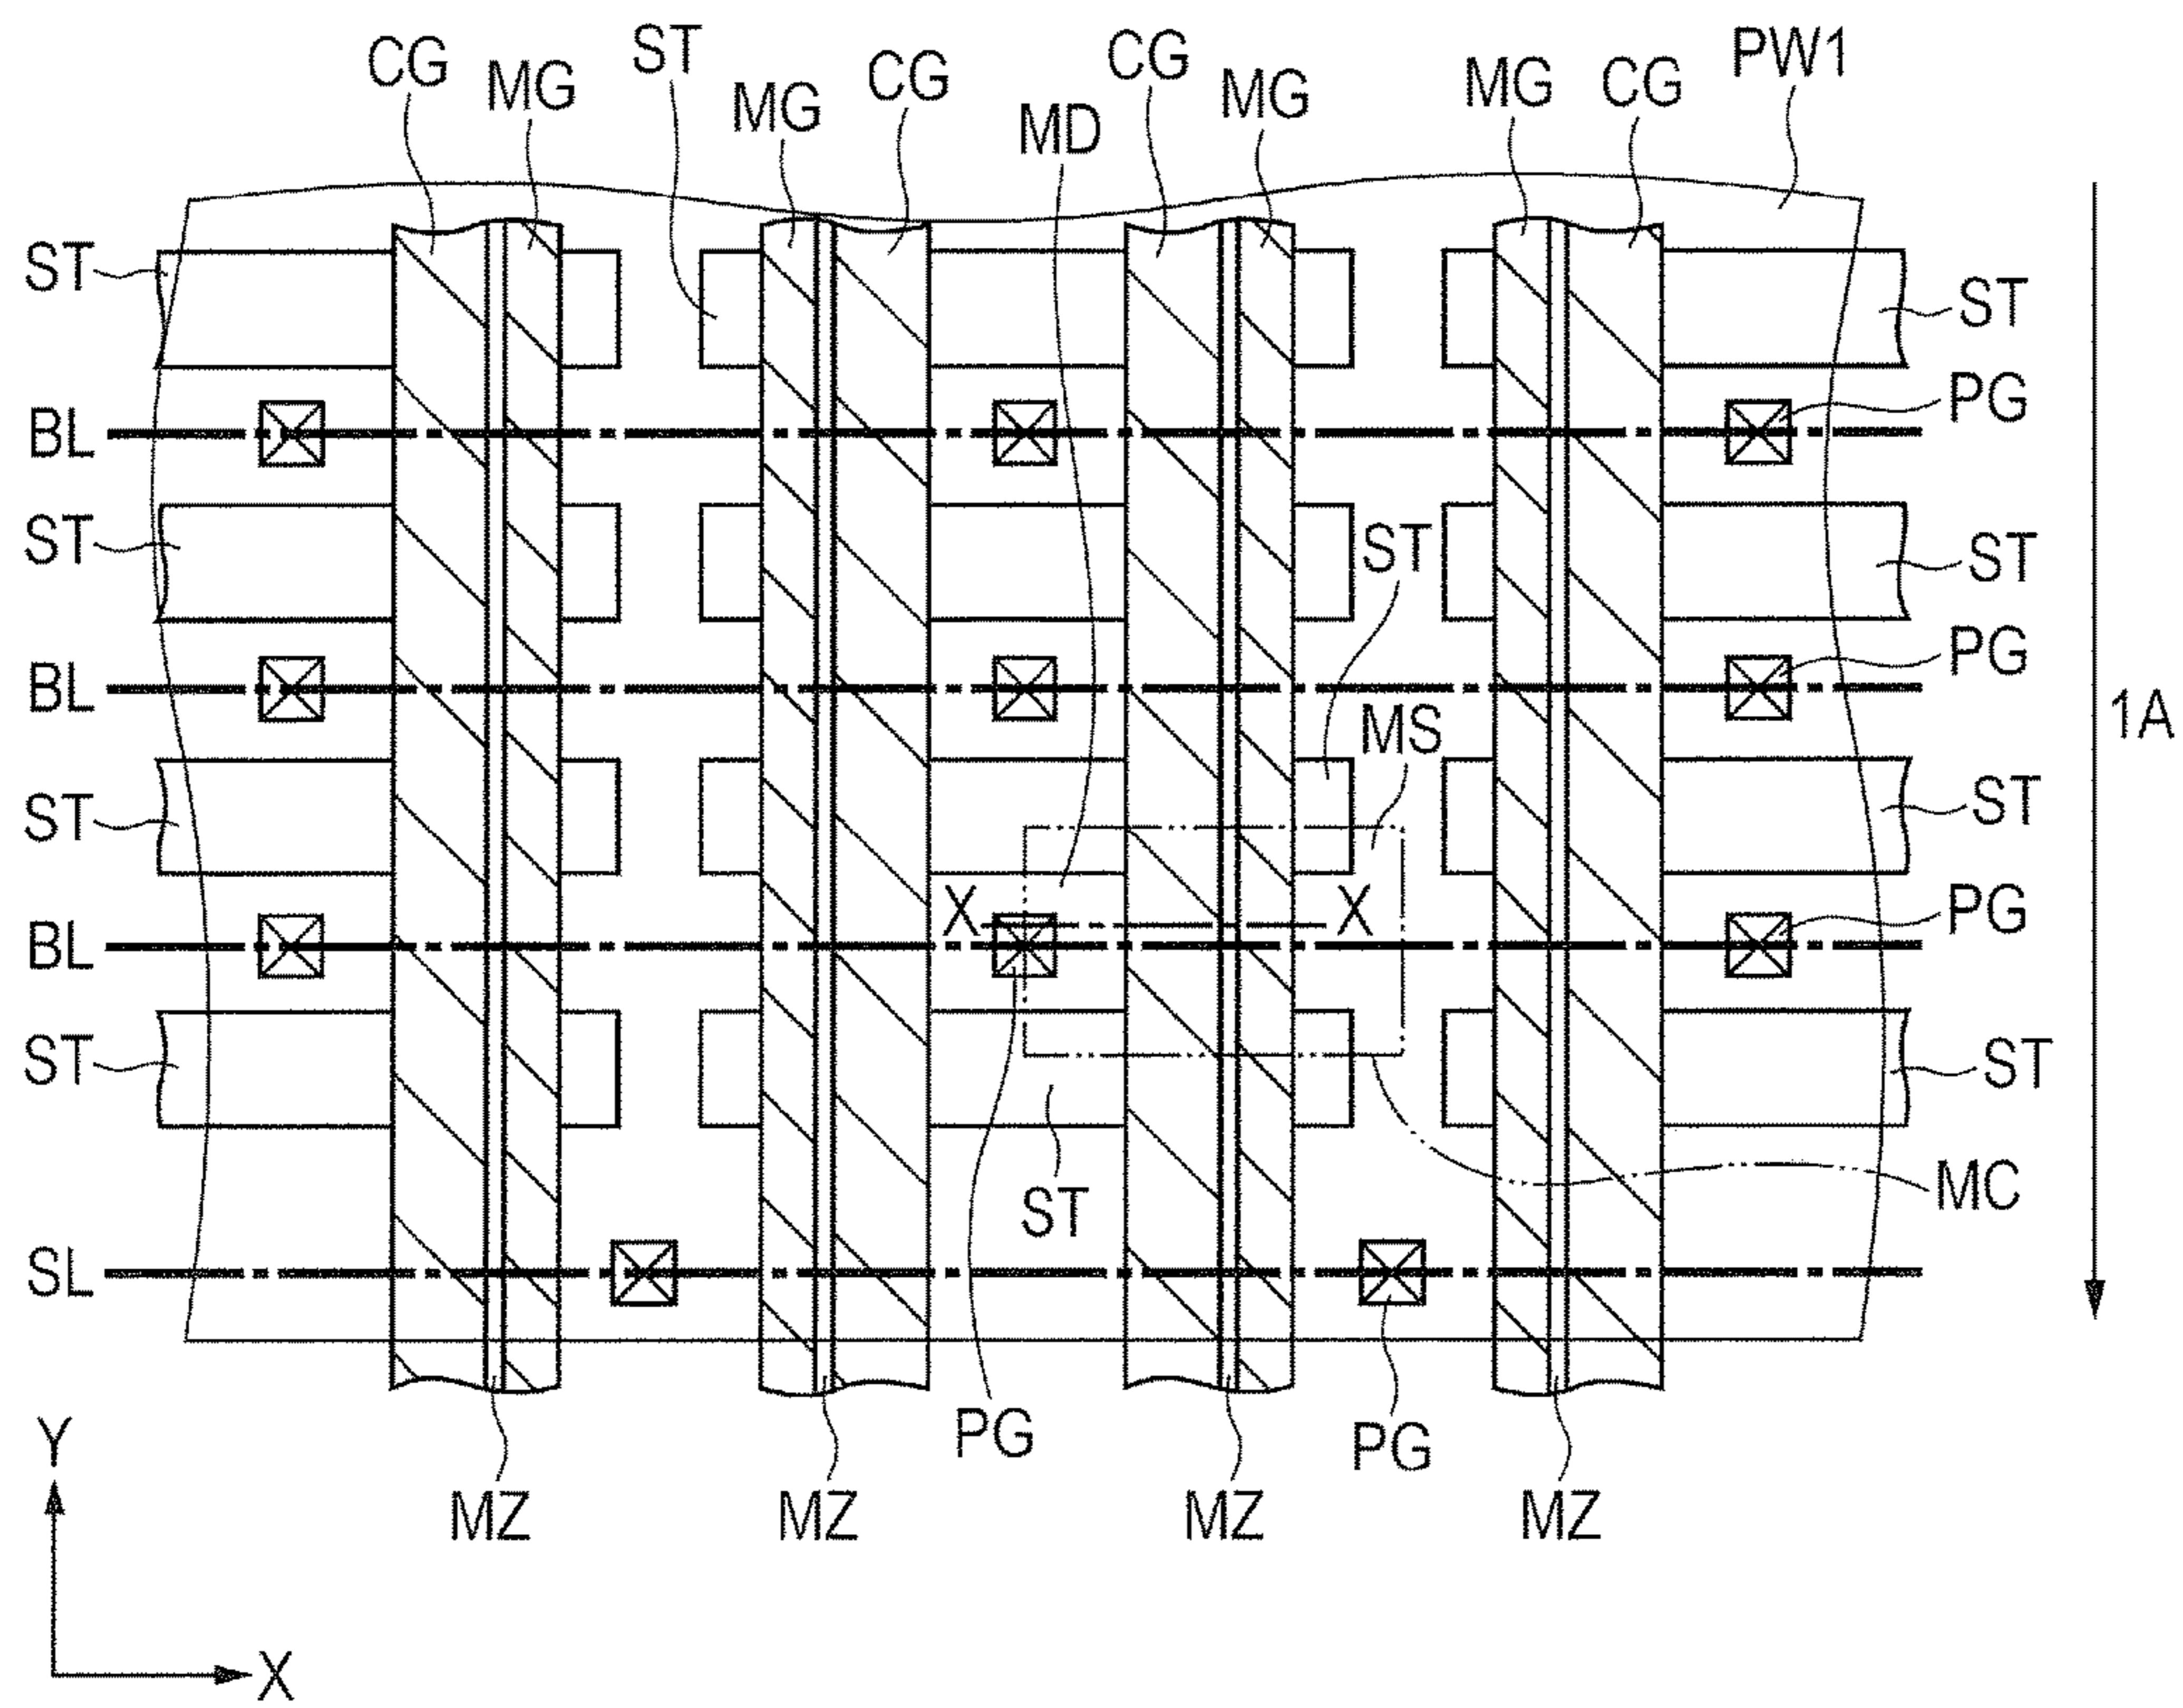 CG MG ST MG CG MD CG MG MG CG PW1
ST ST
BL PG
ST ST ST
BL PG
MS 1A
ST ST
X X PG
BL
ST ST
ST MC
SL
PG PG
Y
MZ MZ MZ MZ
X